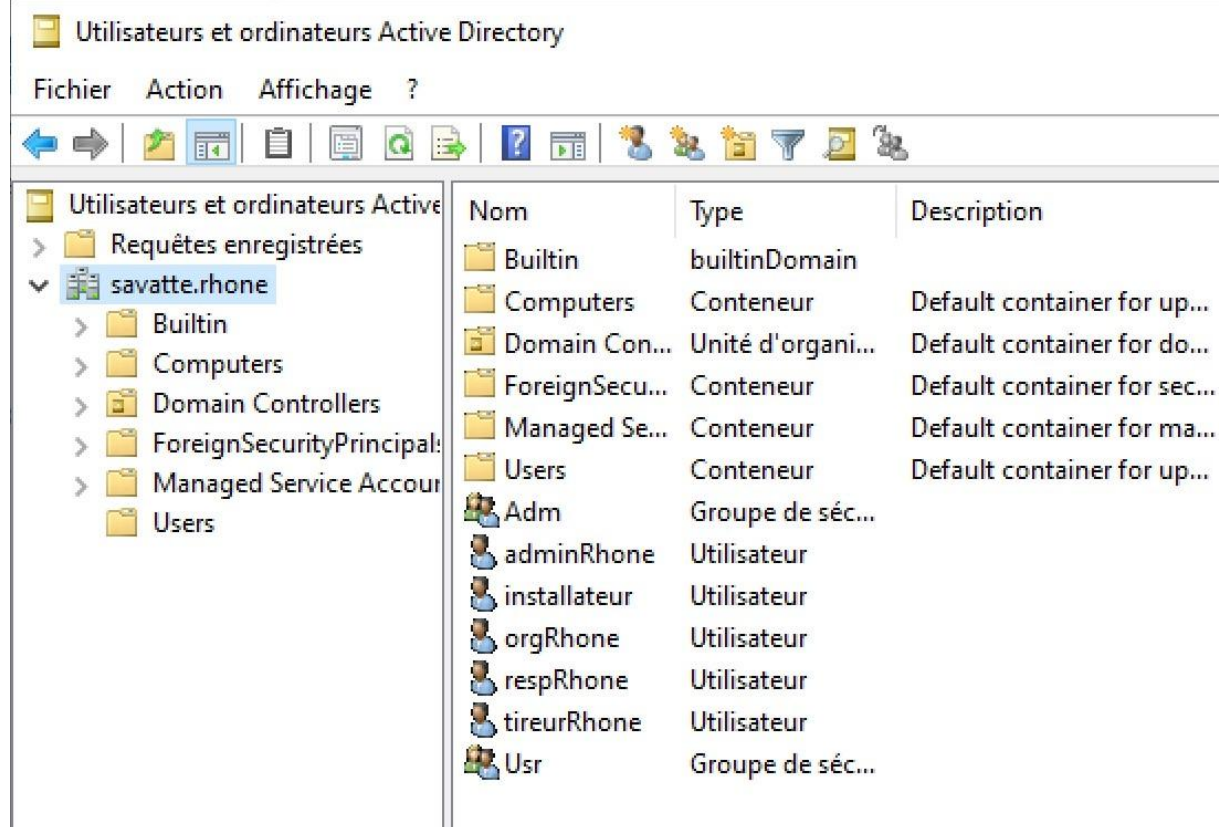 Utilisateurs et ordinateurs Active Directory
Fichier Action Affichage ?
Utilisateurs et ordinateurs Active
Requêtes enregistrées
savatte.rhone
Builtin
Computers
Domain Controllers
ForeignSecurityPrincipals
Managed Service Accour
Users
Nom Type Description
Builtin builtinDomain
Computers Conteneur Default container for up...
Domain Con... Unité d'organi... Default container for do...
ForeignSecu... Conteneur Default container for sec...
Managed Se... Conteneur Default container for ma...
Users Conteneur Default container for up...
Adm Groupe de séc...
adminRhone Utilisateur
installateur Utilisateur
orgRhone Utilisateur
respRhone Utilisateur
tireurRhone Utilisateur
Usr Groupe de séc...